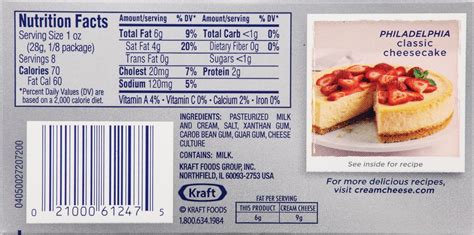 Nutrition Facts
Serving Size 1 oz
(28g, 1/8 package)
Servings 8
Calories 70
Fat Cal 60
*Percent Daily Values (DV) are
based on a 2,000 calorie diet.
Amount/serving % DV* Amount/serving % DV*
Total Fat 6g 9% Total Carb <1g 0%
Sat Fat 4g 20% Dietary Fiber 0g 0%
Trans Fat 0g Sugars <1g
Cholest 20mg 7% Protein 2g
Sodium 120mg 5%
Vitamin A 4% • Vitamin C 0% • Calcium 2% • Iron 0%
INGREDIENTS: PASTEURIZED MILK
AND CREAM, SALT, XANTHAN GUM,
CAROB BEAN GUM, GUAR GUM, CHEESE
CULTURE
CONTAINS: MILK.
KRAFT FOODS GROUP, INC.
NORTHFIELD, IL 60093-2753 USA
Kraft
© KRAFT FOODS
1.800.634.1984
FAT PER SERVING
THIS PRODUCT CREAM CHEESE
6g 9g
04050027207200
0 21000 61247 5
PHILADELPHIA
classic
cheesecake
See inside for recipe
For more delicious recipes,
visit creamcheese.com